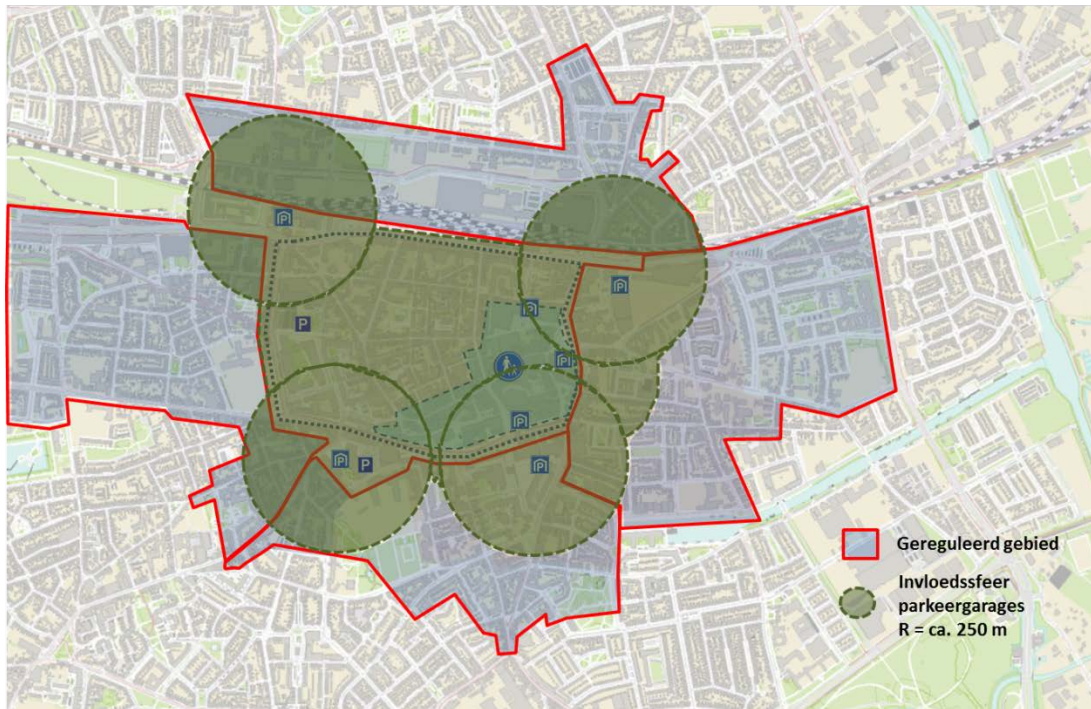 P
P
P
P
P
P
P
P
P
Gereguleerd gebied
Invloedssfeer
parkeergarages
R = ca. 250 m